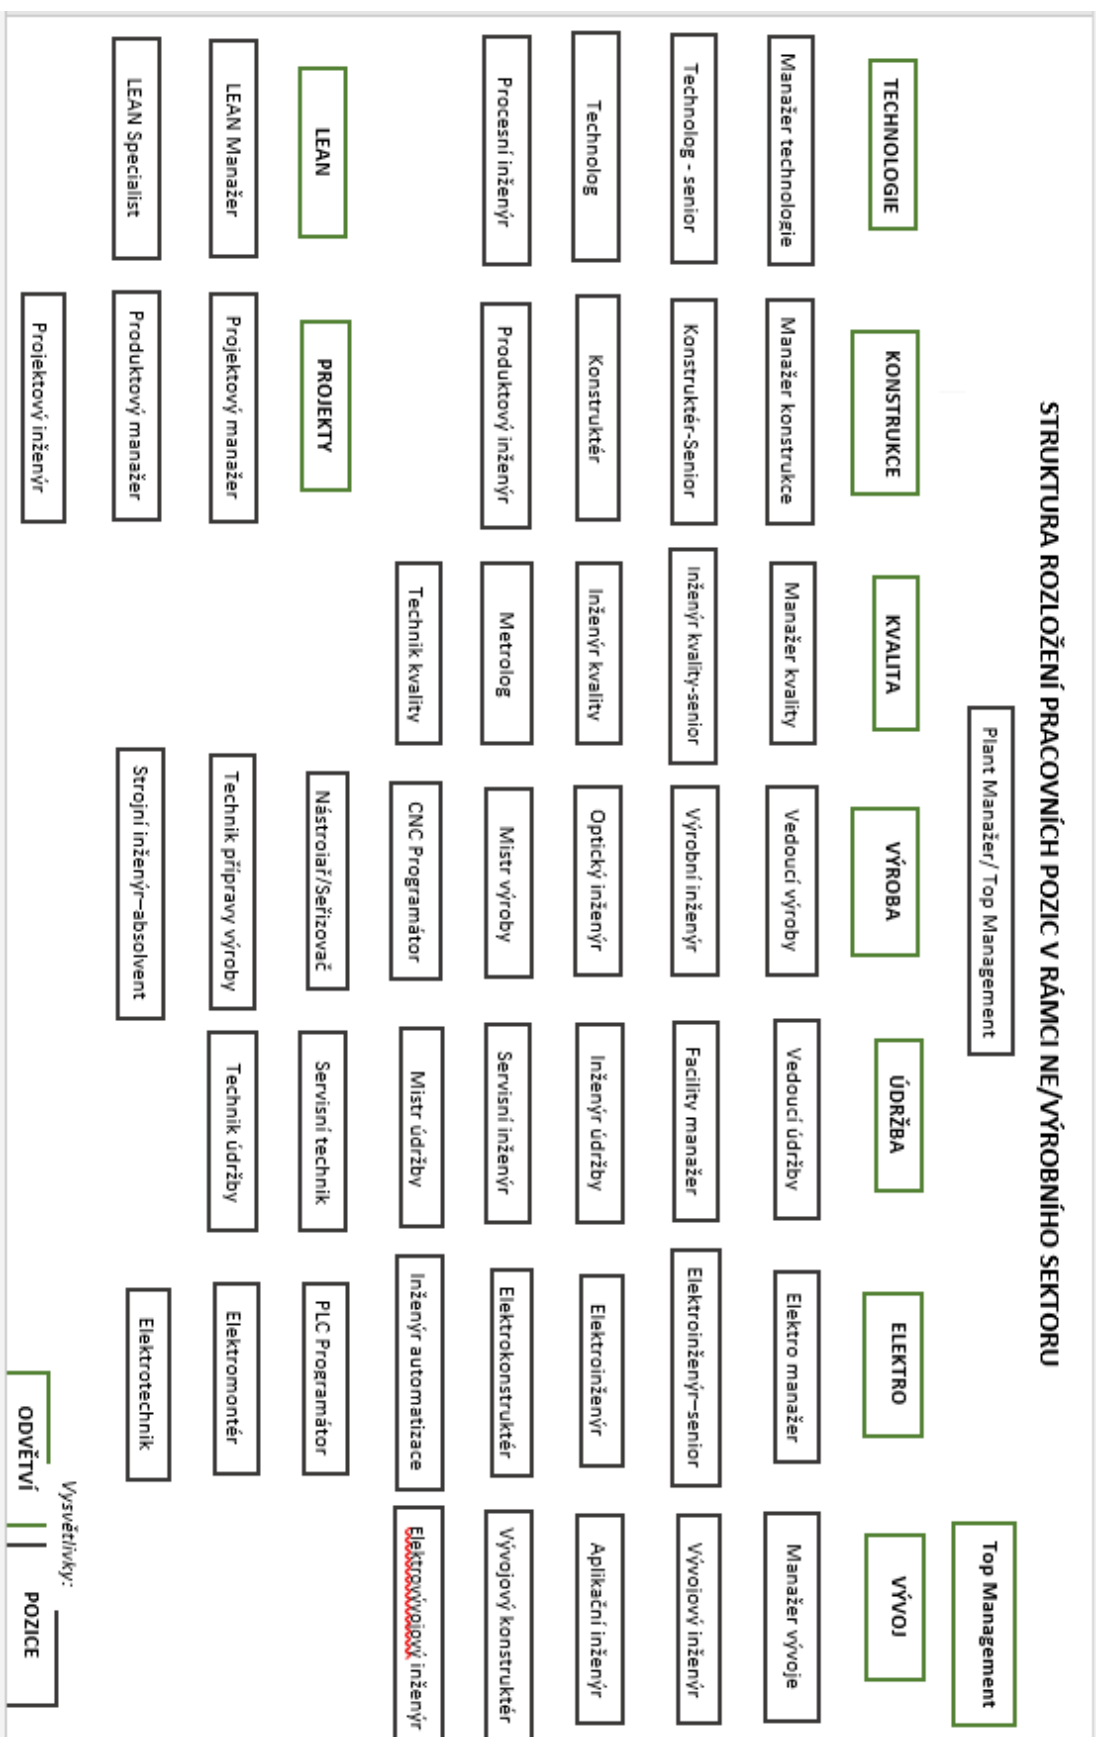 STRUKTURA ROZLOŽENÍ PRACOVNÍCH POZIC V RÁMCI NE/VÝROBNÍHO SEKTORU
Plant Manažer/ Top Management
Top Management
TECHNOLOGIE
KONSTRUKCE
KVALITA
VÝROBA
ÚDRŽBA
ELEKTRO
VÝVOJ
Manažer technologie
Manažer konstrukce
Manažer kvality
Vedoucí výroby
Vedoucí údržby
Elektro manažer
Manažer vývoje
Technolog - senior
Konstruktér-Senior
Inženýr kvality-senior
Výrobní inženýr
Facility manažer
Elektroinženýr–senior
Vývojový inženýr
Technolog
Konstruktér
Inženýr kvality
Optický inženýr
Inženýr údržby
Elektroinženýr
Aplikační inženýr
Procesní inženýr
Produktový inženýr
Metrolog
Mistr výroby
Servisní inženýr
Elektrokonstruktér
Vývojový konstruktér
Technik kvality
CNC Programátor
Mistr údržby
Inženýr automatizace
Elektrovývojový inženýr
LEAN
PROJEKTY
Nástrojař/Seřizovač
Servisní technik
PLC Programátor
LEAN Manažer
Projektový manažer
Technik přípravy výroby
Technik údržby
Elektromontér
LEAN Specialist
Produktový manažer
Strojní inženýr–absolvent
Elektrotechnik
Projektový inženýr
Vysvětlivky:
ODVĚTVÍ
POZICE